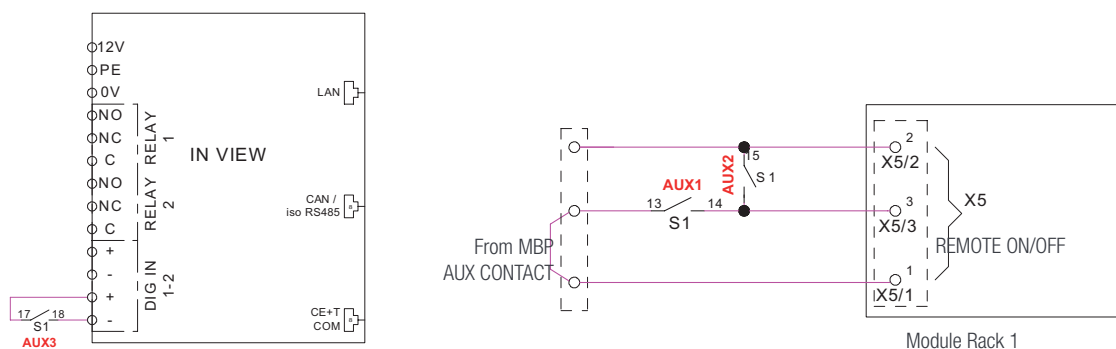 12V
PE
0V
NO
NC
C
NO
NC
C
+
-
+
-
RELAY 1
RELAY 2
DIG IN 1-2
IN VIEW
LAN
CAN /
iso RS485
8
CE+T
COM
8
17 18
S1
AUX3
From MBP
AUX CONTACT
AUX1
13 14
S1
AUX2
15
S 1
2
X5/2
3
X5/3
1
X5/1
X5
REMOTE ON/OFF
Module Rack 1